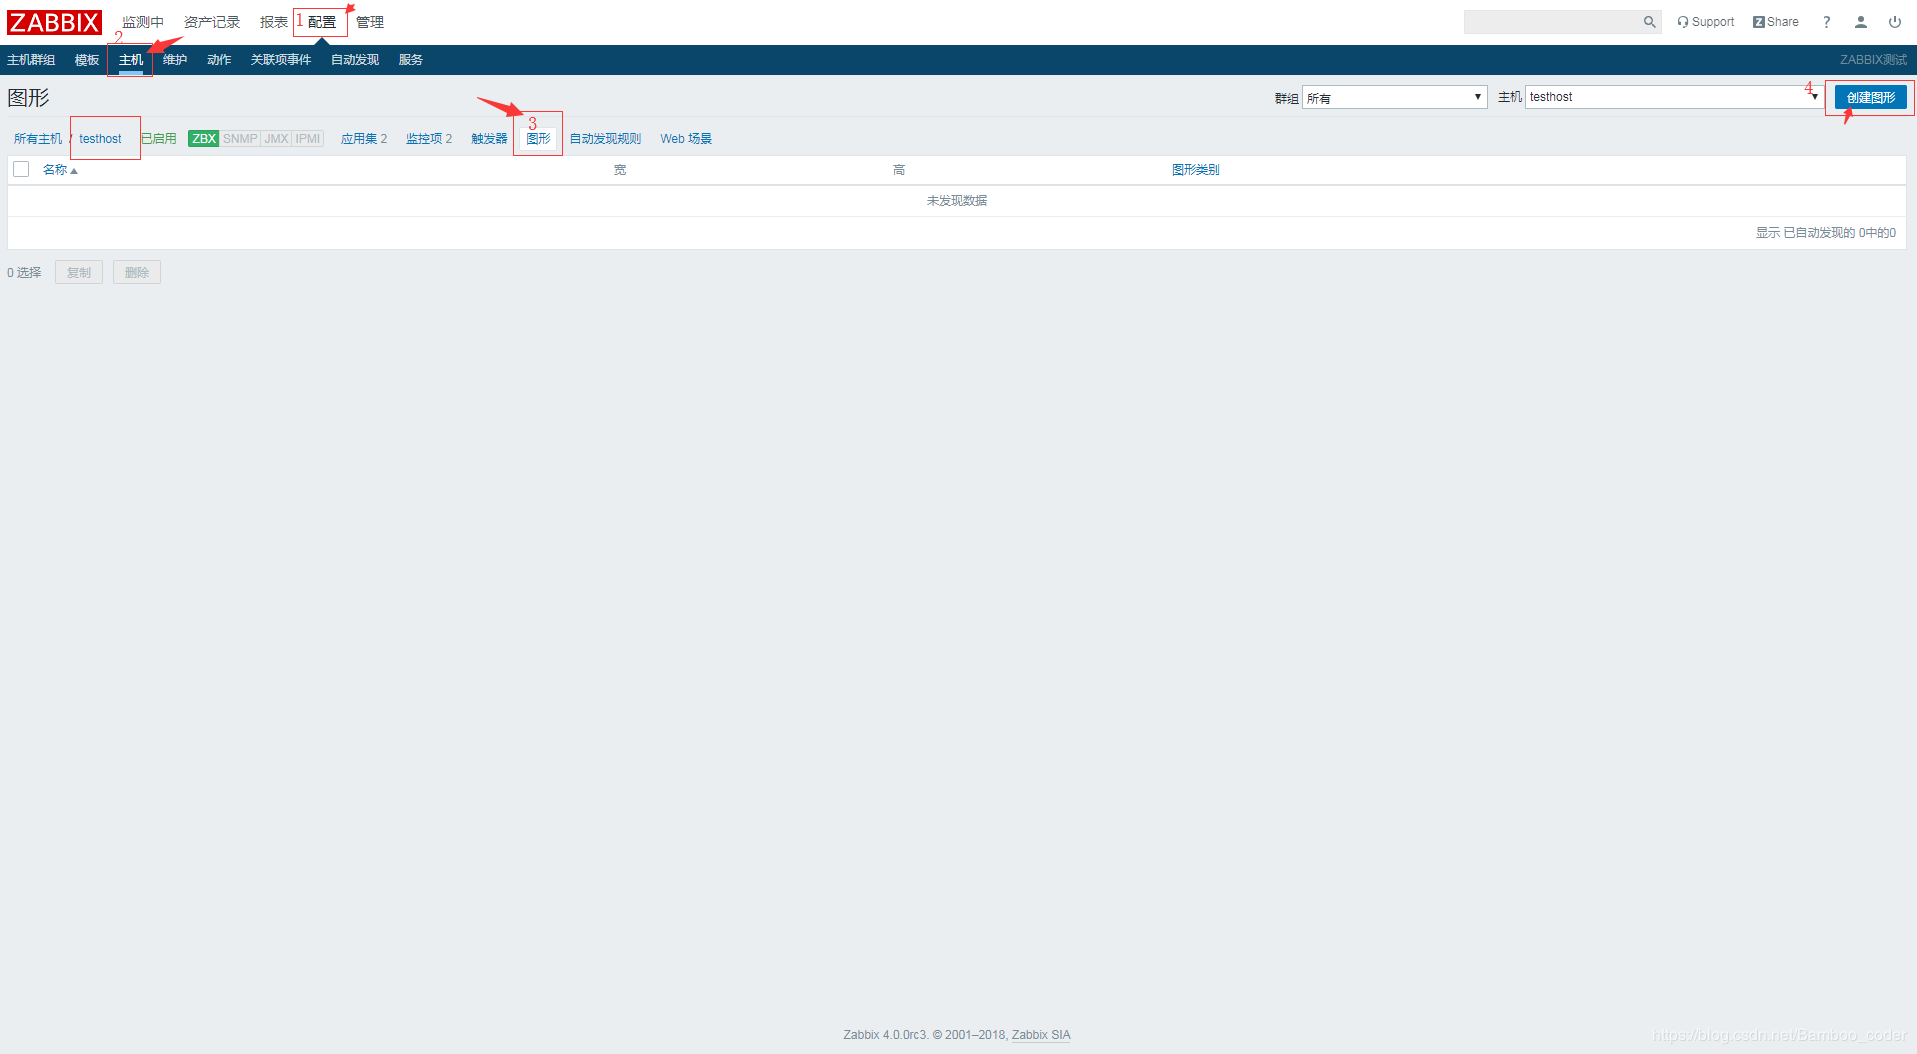 ZABBIX 监测中 资产记录 报表 1 配置 管理 Support Z Share ?
2
主机群组 模板 主机 维护 动作 关联项事件 自动发现 服务 ZABBIX测试
图形 群组 所有 主机 testhost 4 创建图形
3
所有主机 / testhost 已启用 ZBX SNMP JMX IPMI 应用集 2 监控项 2 触发器 图形 自动发现规则 Web 场景
名称 宽 高 图形类别
未发现数据
显示 已自动发现的 0中的0
0 选择 复制 删除
Zabbix 4.0.0rc3. © 2001–2018, Zabbix SIA
https://blog.csdn.net/Bamboo_coder